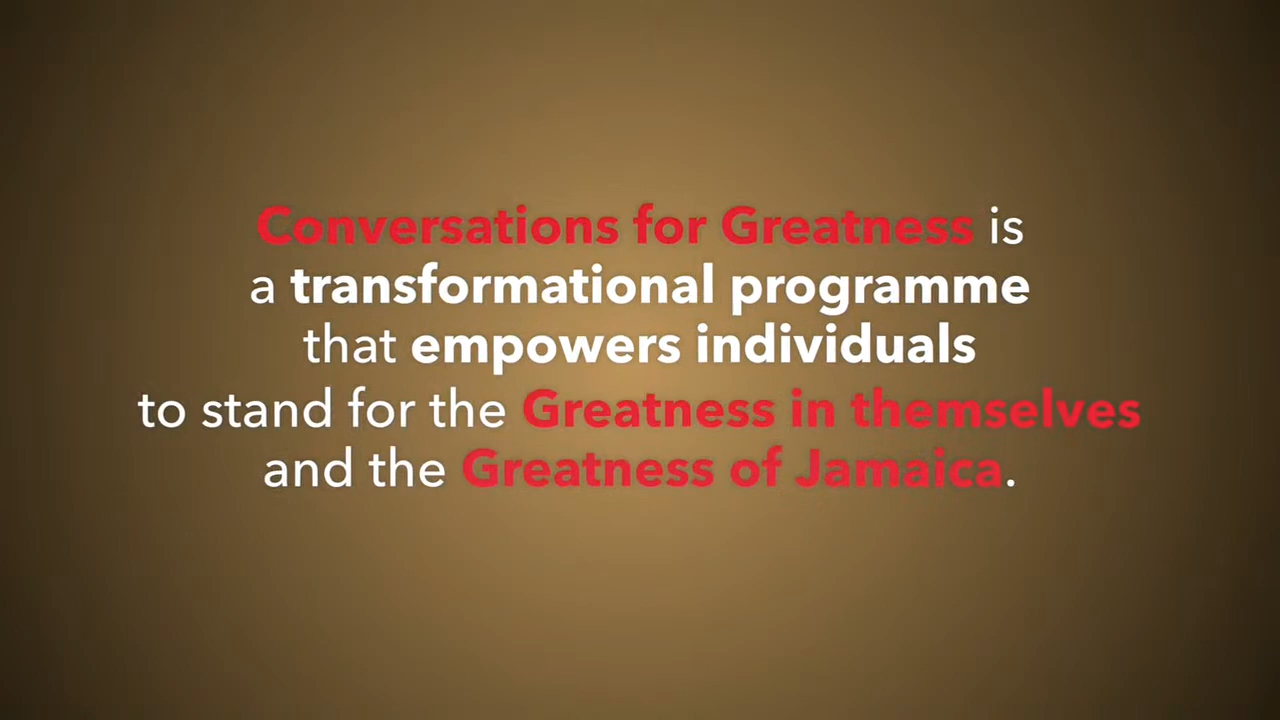 Conversations for Greatness is
a transformational programme
that empowers individuals
to stand for the Greatness in themselves
and the Greatness of Jamaica.